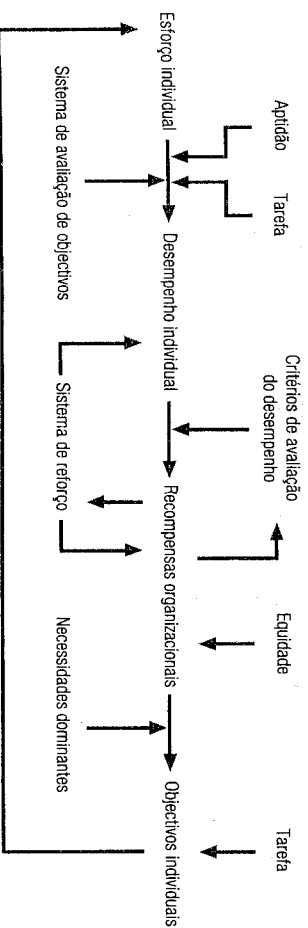 Aptidão
Tarefa
Critérios de avaliação
do desempenho
Equidade
Tarefa
Esforço individual
Desempenho individual
Recompensas organizacionais
Objectivos individuais
Sistema de avaliação de objectivos
Sistema de reforço
Necessidades dominantes